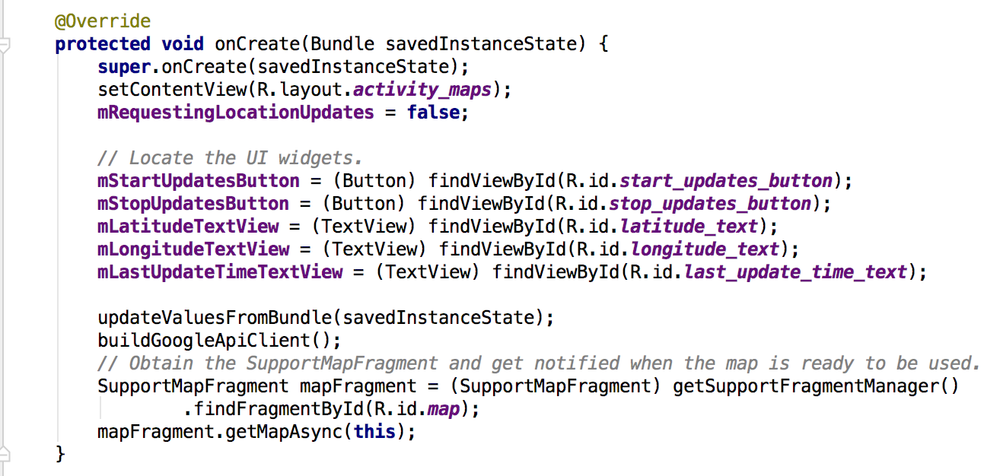 @Override
protected void onCreate(Bundle savedInstanceState) {
super.onCreate(savedInstanceState);
setContentView(R.layout.activity_maps);
mRequestingLocationUpdates = false;
// Locate the UI widgets.
mStartUpdatesButton = (Button) findViewById(R.id.start_updates_button);
mStopUpdatesButton = (Button) findViewById(R.id.stop_updates_button);
mLatitudeTextView = (TextView) findViewById(R.id.latitude_text);
mLongitudeTextView = (TextView) findViewById(R.id.longitude_text);
mLastUpdateTimeTextView = (TextView) findViewById(R.id.last_update_time_text);
updateValuesFromBundle(savedInstanceState);
buildGoogleApiClient();
// Obtain the SupportMapFragment and get notified when the map is ready to be used.
SupportMapFragment mapFragment = (SupportMapFragment) getSupportFragmentManager()
.findFragmentById(R.id.map);
mapFragment.getMapAsync(this);
}